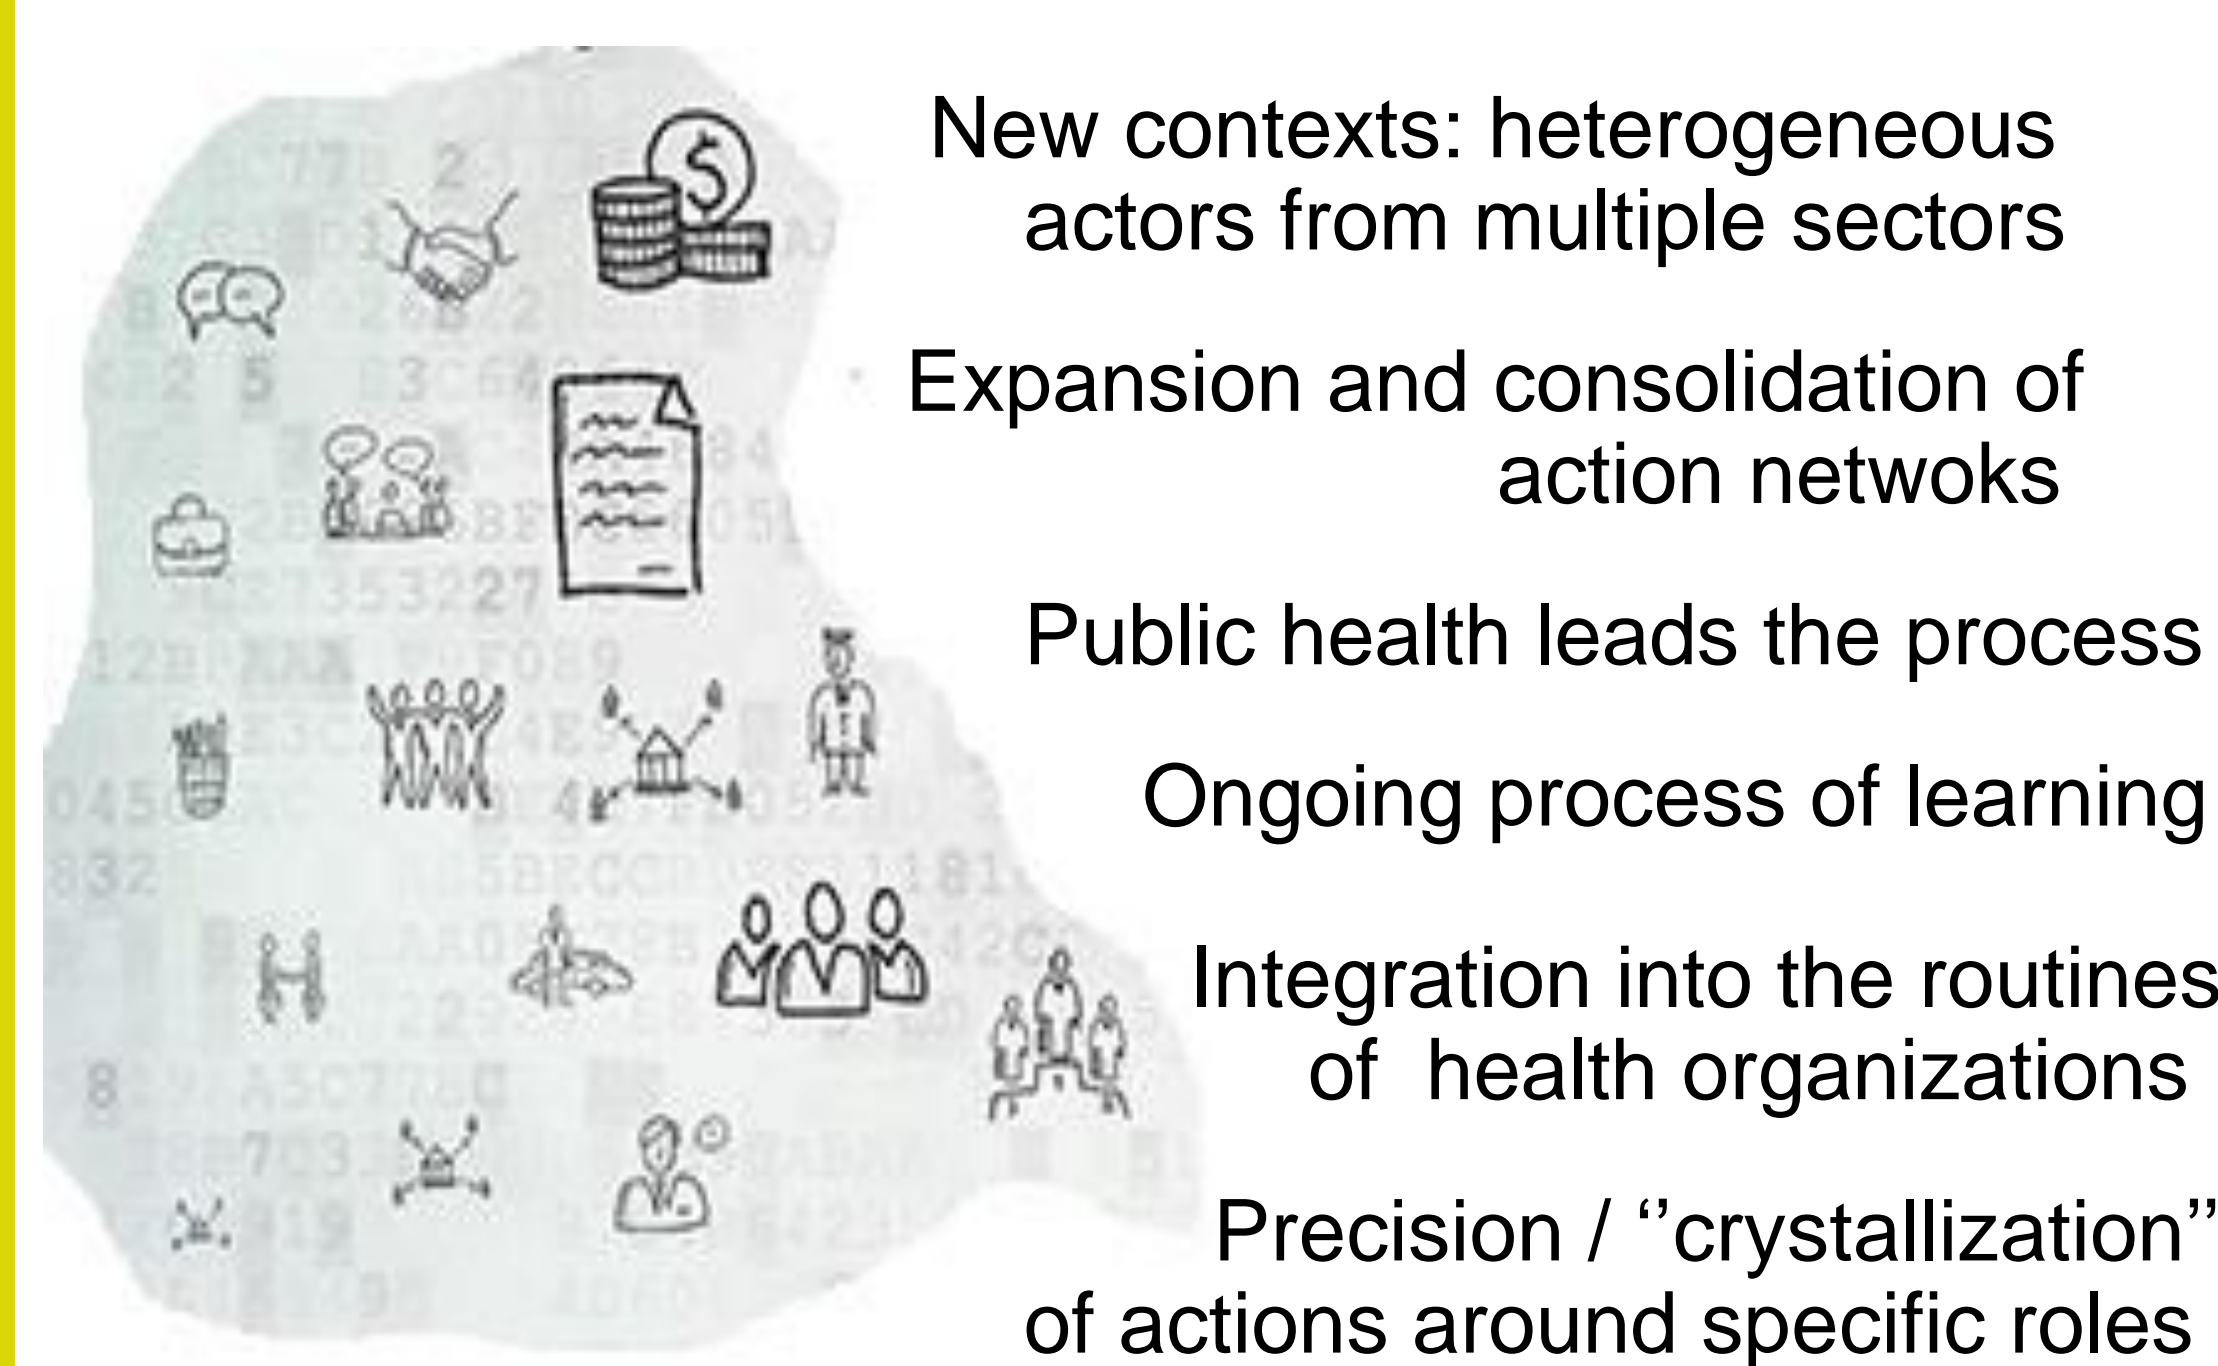 New contexts: heterogeneous
actors from multiple sectors
Expansion and consolidation of
action netwoks
Public health leads the process
Ongoing process of learning
Integration into the routines
of  health organizations
Precision / ‘’crystallization’’
of actions around specific roles